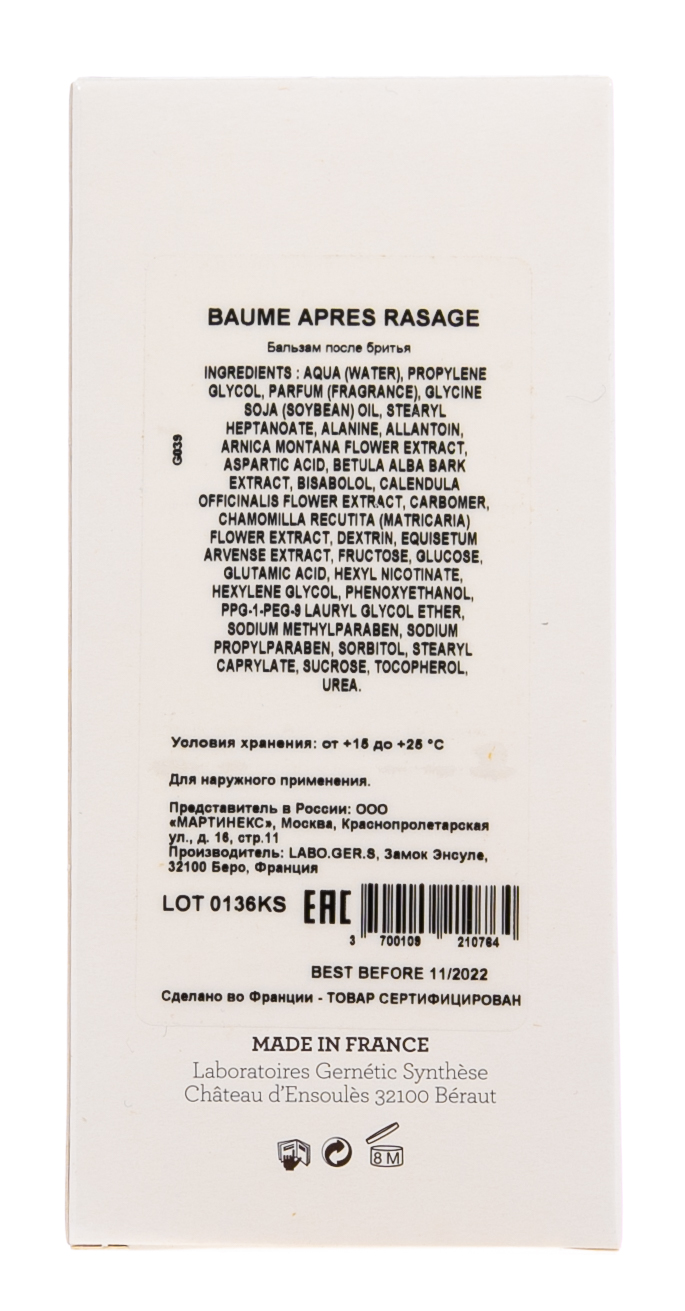 BAUME APRES RASAGE
Бальзам после бритья
INGREDIENTS : AQUA (WATER), PROPYLENE
GLYCOL, PARFUM (FRAGRANCE), GLYCINE
SOJA (SOYBEAN) OIL, STEARYL
HEPTANOATE, ALANINE, ALLANTOIN,
ARNICA MONTANA FLOWER EXTRACT,
ASPARTIC ACID, BETULA ALBA BARK
EXTRACT, BISABOLOL, CALENDULA
OFFICINALIS FLOWER EXTRACT, CARBOMER,
CHAMOMILLA RECUTITA (MATRICARIA)
FLOWER EXTRACT, DEXTRIN, EQUISETUM
ARVENSE EXTRACT, FRUCTOSE, GLUCOSE,
GLUTAMIC ACID, HEXYL NICOTINATE,
HEXYLENE GLYCOL, PHENOXYETHANOL,
PPG-1-PEG-9 LAURYL GLYCOL ETHER,
SODIUM METHYLPARABEN, SODIUM
PROPYLPARABEN, SORBITOL, STEARYL
CAPRYLATE, SUCROSE, TOCOPHEROL,
UREA.
G039
Условия хранения: от +15 до +25 °C
Для наружного применения.
Представитель в России: ООО
«МАРТИНЕКС», Москва, Краснопролетарская
ул., д. 16, стр.11
Производитель: LABO.GER.S, Замок Энсуле,
32100 Беро, Франция
LOT 0136KS EAC
3 700109 210764
BEST BEFORE 11/2022
Сделано во Франции - ТОВАР СЕРТИФИЦИРОВАН
MADE IN FRANCE
Laboratoires Gernétic Synthèse
Château d'Ensoulès 32100 Béraut
8 M